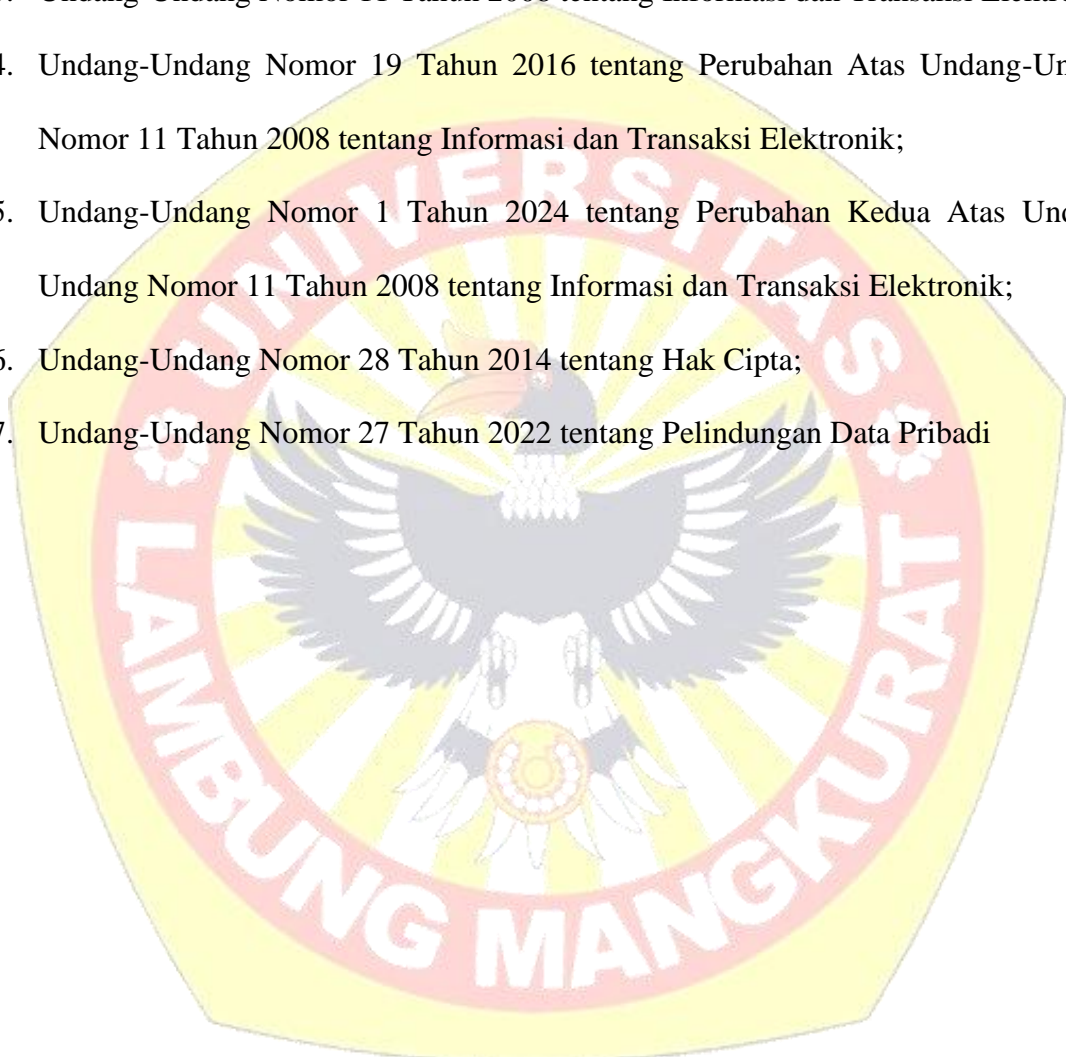 4. Undang-Undang Nomor 19 Tahun 2016 tentang Perubahan Atas
Nomor 11 Tahun 2008 tentang Informasi dan Transaksi Elektronik;
5. Undang-Undang Nomor 1 Tahun 2024 tentang Perubahan Kedua Atas
Undang Nomor 11 Tahun 2008 tentang Informasi dan Transaksi Elektronik;
6. Undang-Undang Nomor 28 Tahun 2014 tentang Hak Cipta;
7. Undang-Undang Nomor 27 Tahun 2022 tentang Pelindungan Data Pribadi
UNIVERSITAS
LAMBUNG MANGKURAT